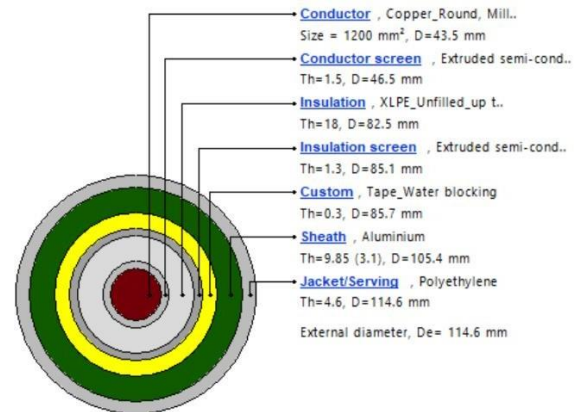 Conductor , Copper_Round, Mill..
Size = 1200 mm², D=43.5 mm
Conductor screen , Extruded semi-cond..
Th=1.5, D=46.5 mm
Insulation , XLPE_Unfilled_up t..
Th=18, D=82.5 mm
Insulation screen , Extruded semi-cond..
Th=1.3, D=85.1 mm
Custom , Tape_Water blocking
Th=0.3, D=85.7 mm
Sheath , Aluminium
Th=9.85 (3.1), D=105.4 mm
Jacket/Serving , Polyethylene
Th=4.6, D=114.6 mm
External diameter, De= 114.6 mm